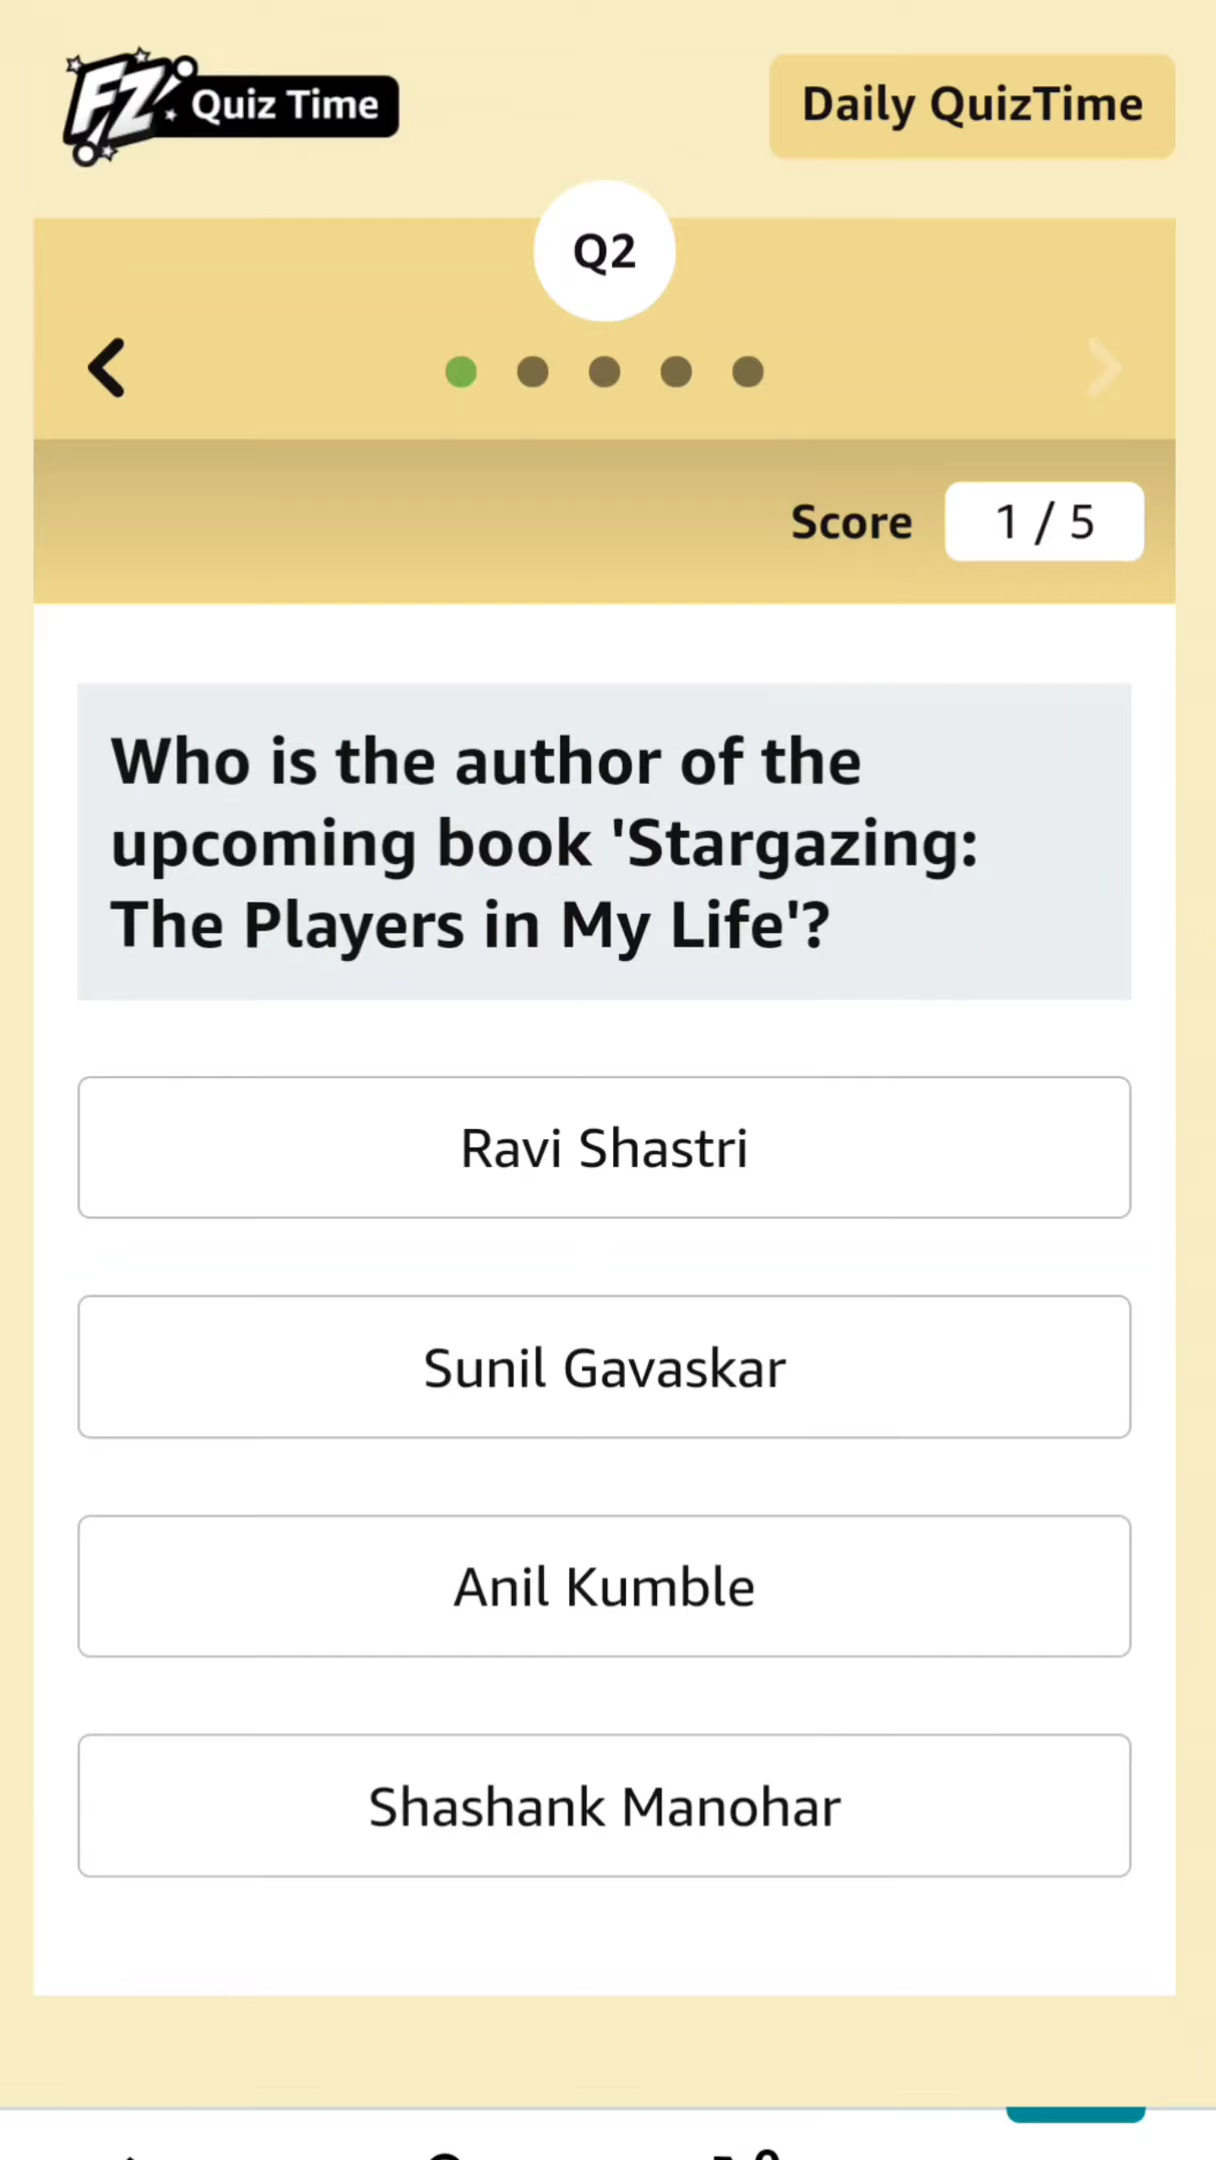 FZ Quiz Time
Daily QuizTime
Q2
Score 1 / 5
Who is the author of the
upcoming book 'Stargazing:
The Players in My Life'?
Ravi Shastri
Sunil Gavaskar
Anil Kumble
Shashank Manohar